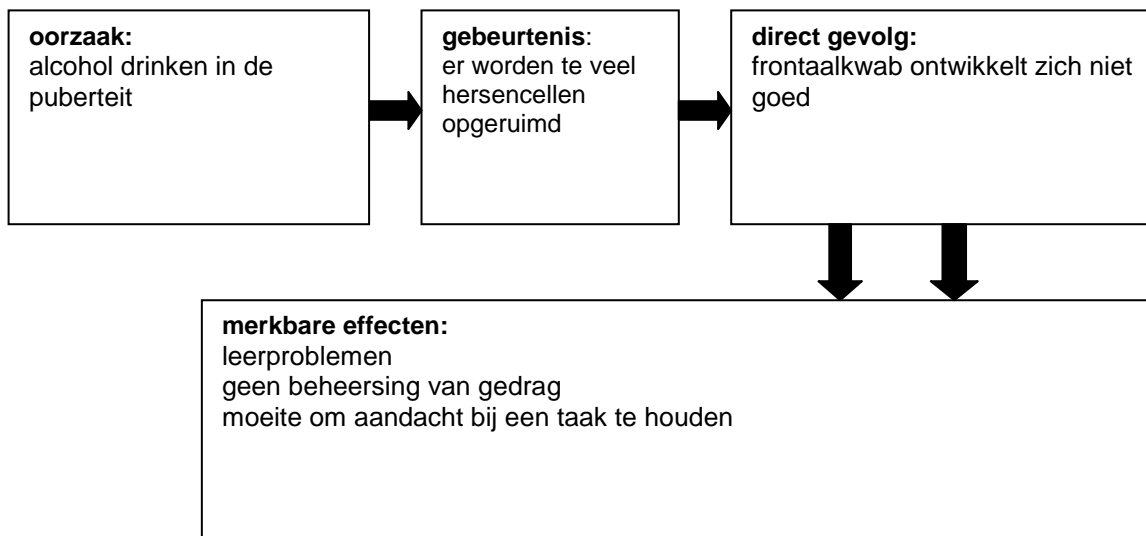 oorzaak:
alcohol drinken in de
puberteit
gebeurtenis:
er worden te veel
hersencellen
opgeruimd
direct gevolg:
frontaalkwab ontwikkelt zich niet
goed
merkbare effecten:
leerproblemen
geen beheersing van gedrag
moeite om aandacht bij een taak te houden